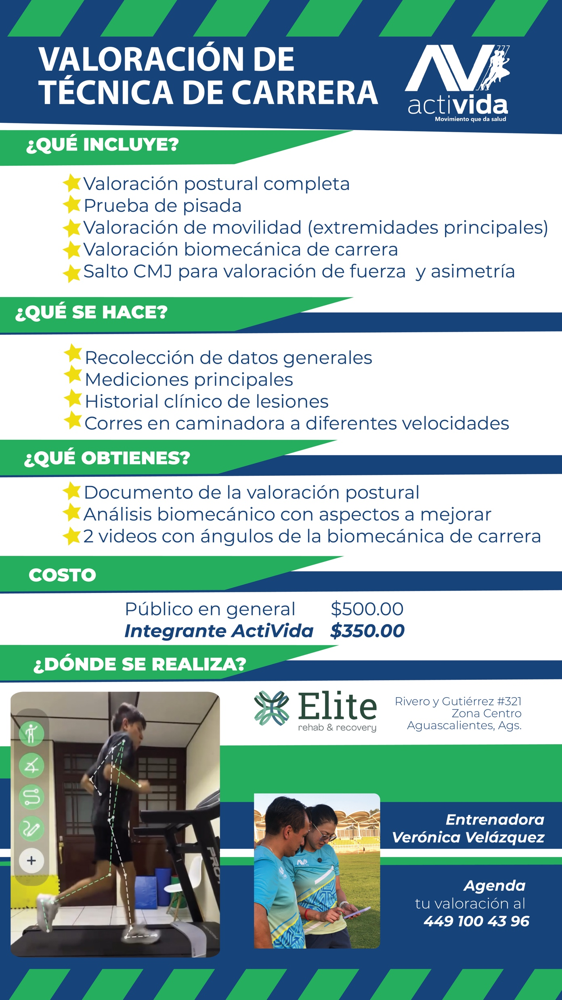 VALORACIÓN DE
TÉCNICA DE CARRERA
AV
activida
Movimiento que da salud
¿QUÉ INCLUYE?
Valoración postural completa
Prueba de pisada
Valoración de movilidad (extremidades principales)
Valoración biomecánica de carrera
Salto CMJ para valoración de fuerza y asimetría
¿QUÉ SE HACE?
Recolección de datos generales
Mediciones principales
Historial clínico de lesiones
Corres en caminadora a diferentes velocidades
¿QUÉ OBTIENES?
Documento de la valoración postural
Análisis biomecánico con aspectos a mejorar
2 videos con ángulos de la biomecánica de carrera
COSTO
Público en general $500.00
Integrante ActiVida $350.00
¿DÓNDE SE REALIZA?
Elite
rehab & recovery
Rivero y Gutiérrez #321
Zona Centro
Aguascalientes, Ags.
Entrenadora
Verónica Velázquez
AV
Agenda
tu valoración al
449 100 43 96